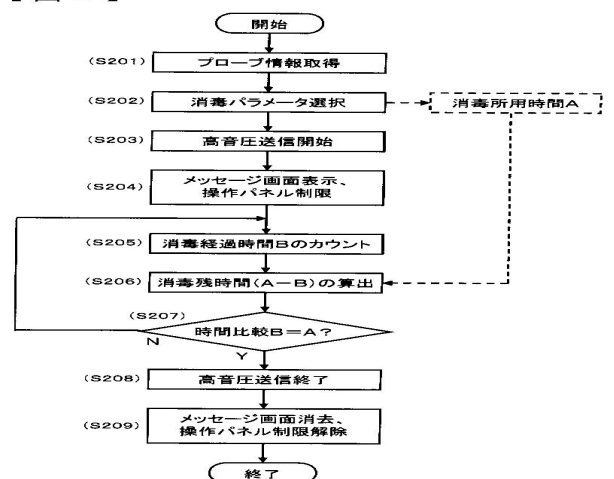 開始
(S201)
プローブ情報取得
(S202)
消毒パラメータ選択
消毒所用時間A
(S203)
高音圧送信開始
(S204)
メッセージ画面表示、
操作パネル制限
(S205)
消毒経過時間Bのカウント
(S206)
消毒残時間(A－B)の算出
(S207)
時間比較B＝A？
N
Y
(S208)
高音圧送信終了
(S209)
メッセージ画面消去、
操作パネル制限解除
終了